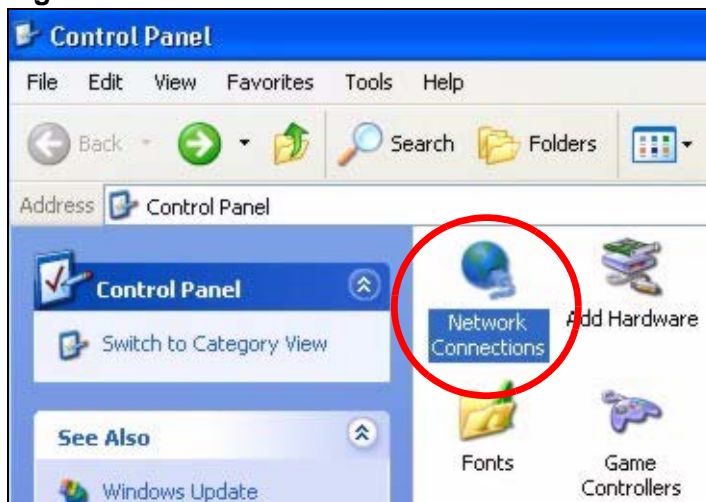 Control Panel
File Edit View Favorites Tools Help
Back Search Folders
Address Control Panel
Control Panel
Switch to Category View
See Also
Windows Update
Network
Connections
Add Hardware
Fonts
Game
Controllers